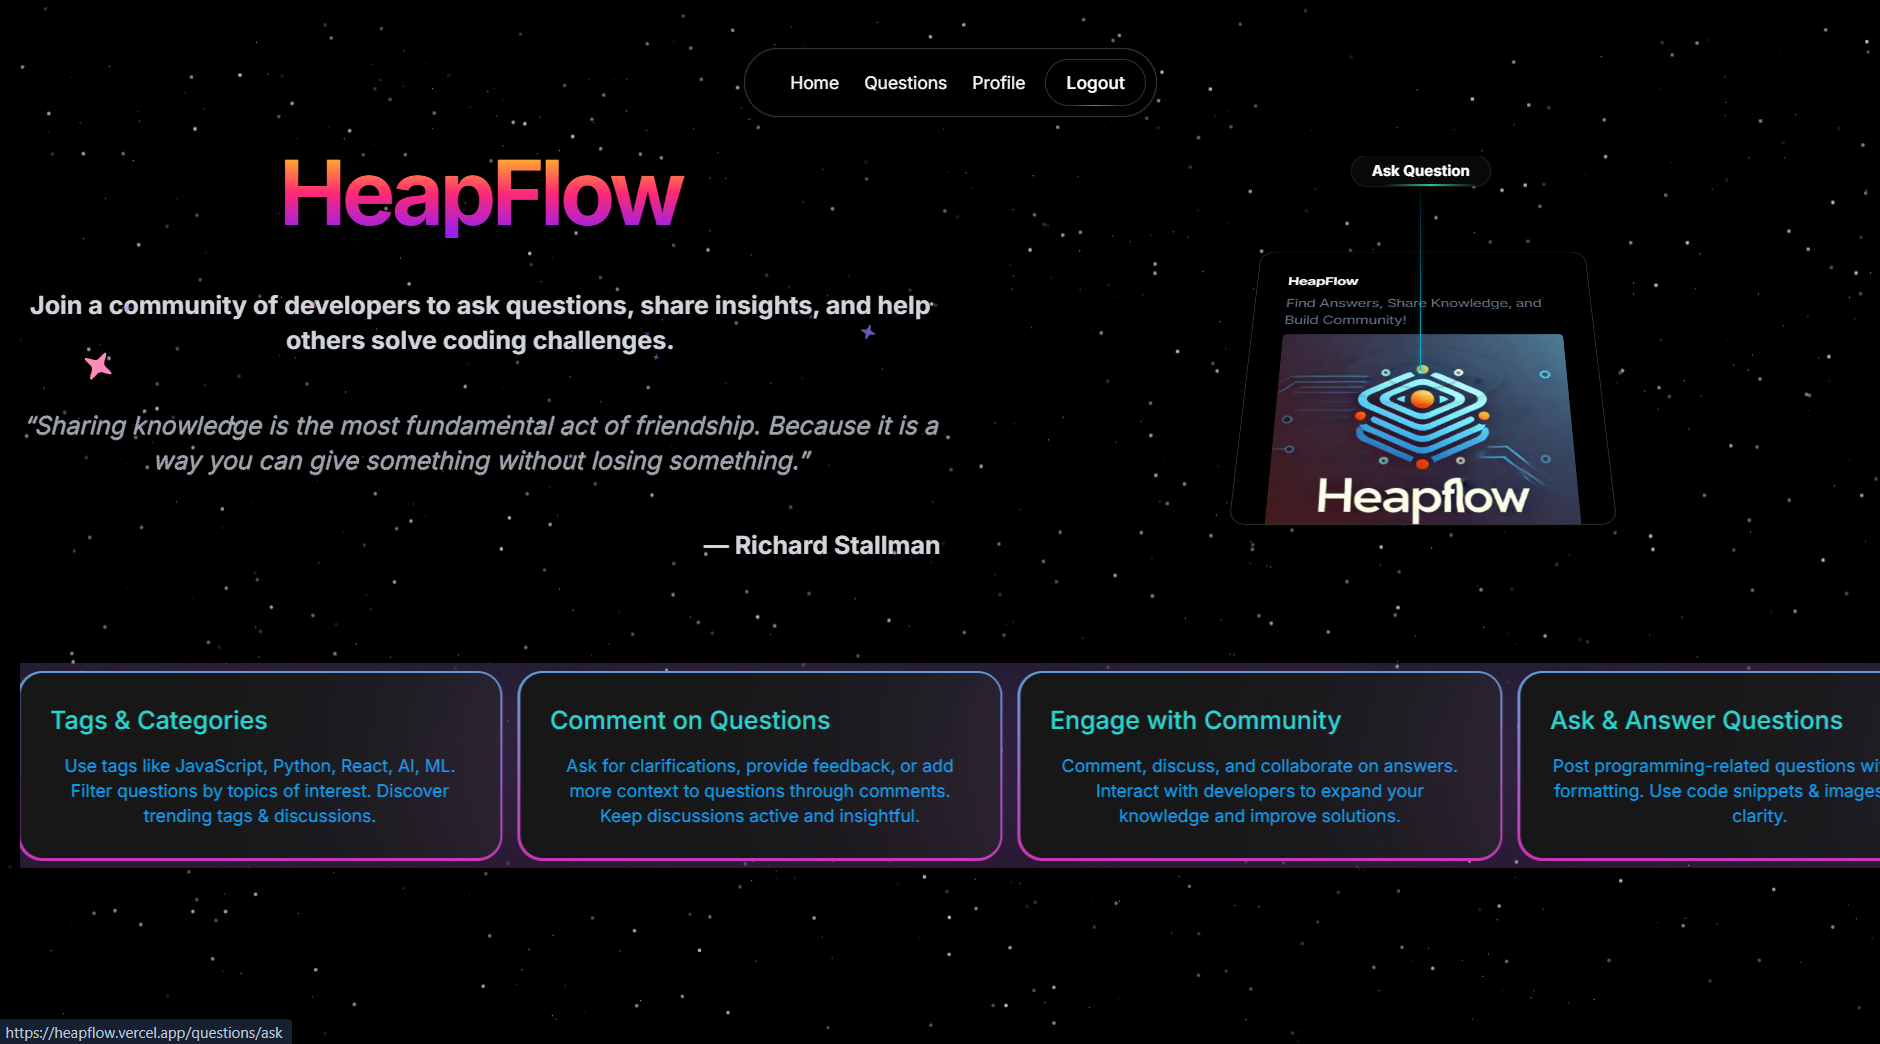 Home Questions Profile Logout
HeapFlow
Join a community of developers to ask questions, share insights, and help
others solve coding challenges.
“Sharing knowledge is the most fundamental act of friendship. Because it is a
way you can give something without losing something.”
— Richard Stallman
Ask Question
HeapFlow
Find Answers, Share Knowledge, and
Build Community!
Heapflow
Tags & Categories
Use tags like JavaScript, Python, React, AI, ML.
Filter questions by topics of interest. Discover
trending tags & discussions.
Comment on Questions
Ask for clarifications, provide feedback, or add
more context to questions through comments.
Keep discussions active and insightful.
Engage with Community
Comment, discuss, and collaborate on answers.
Interact with developers to expand your
knowledge and improve solutions.
Ask & Answer Questions
Post programming-related questions
formatting. Use code snippets & images
clarity.
https://heapflow.vercel.app/questions/ask